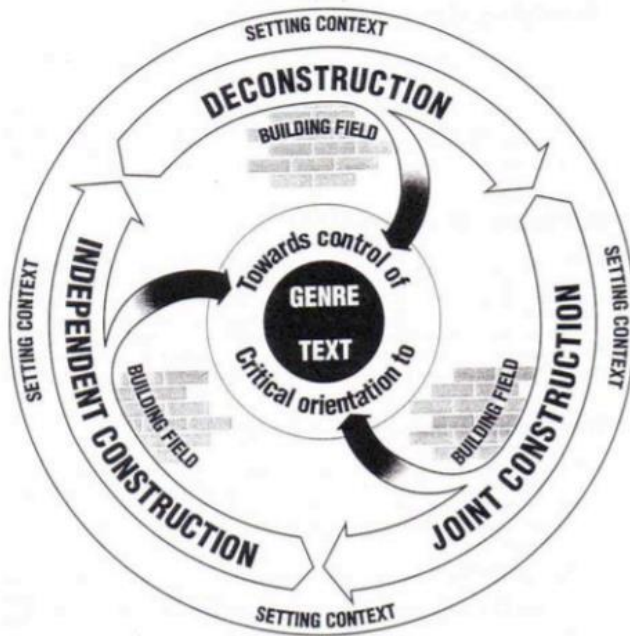 SETTING CONTEXT
DECONSTRUCTION
BUILDING FIELD
SETTING CONTEXT
INDEPENDENT CONSTRUCTION
BUILDING FIELD
Towards control of
GENRE
TEXT
Critical orientation to
SETTING CONTEXT
JOINT CONSTRUCTION
BUILDING FIELD
SETTING CONTEXT